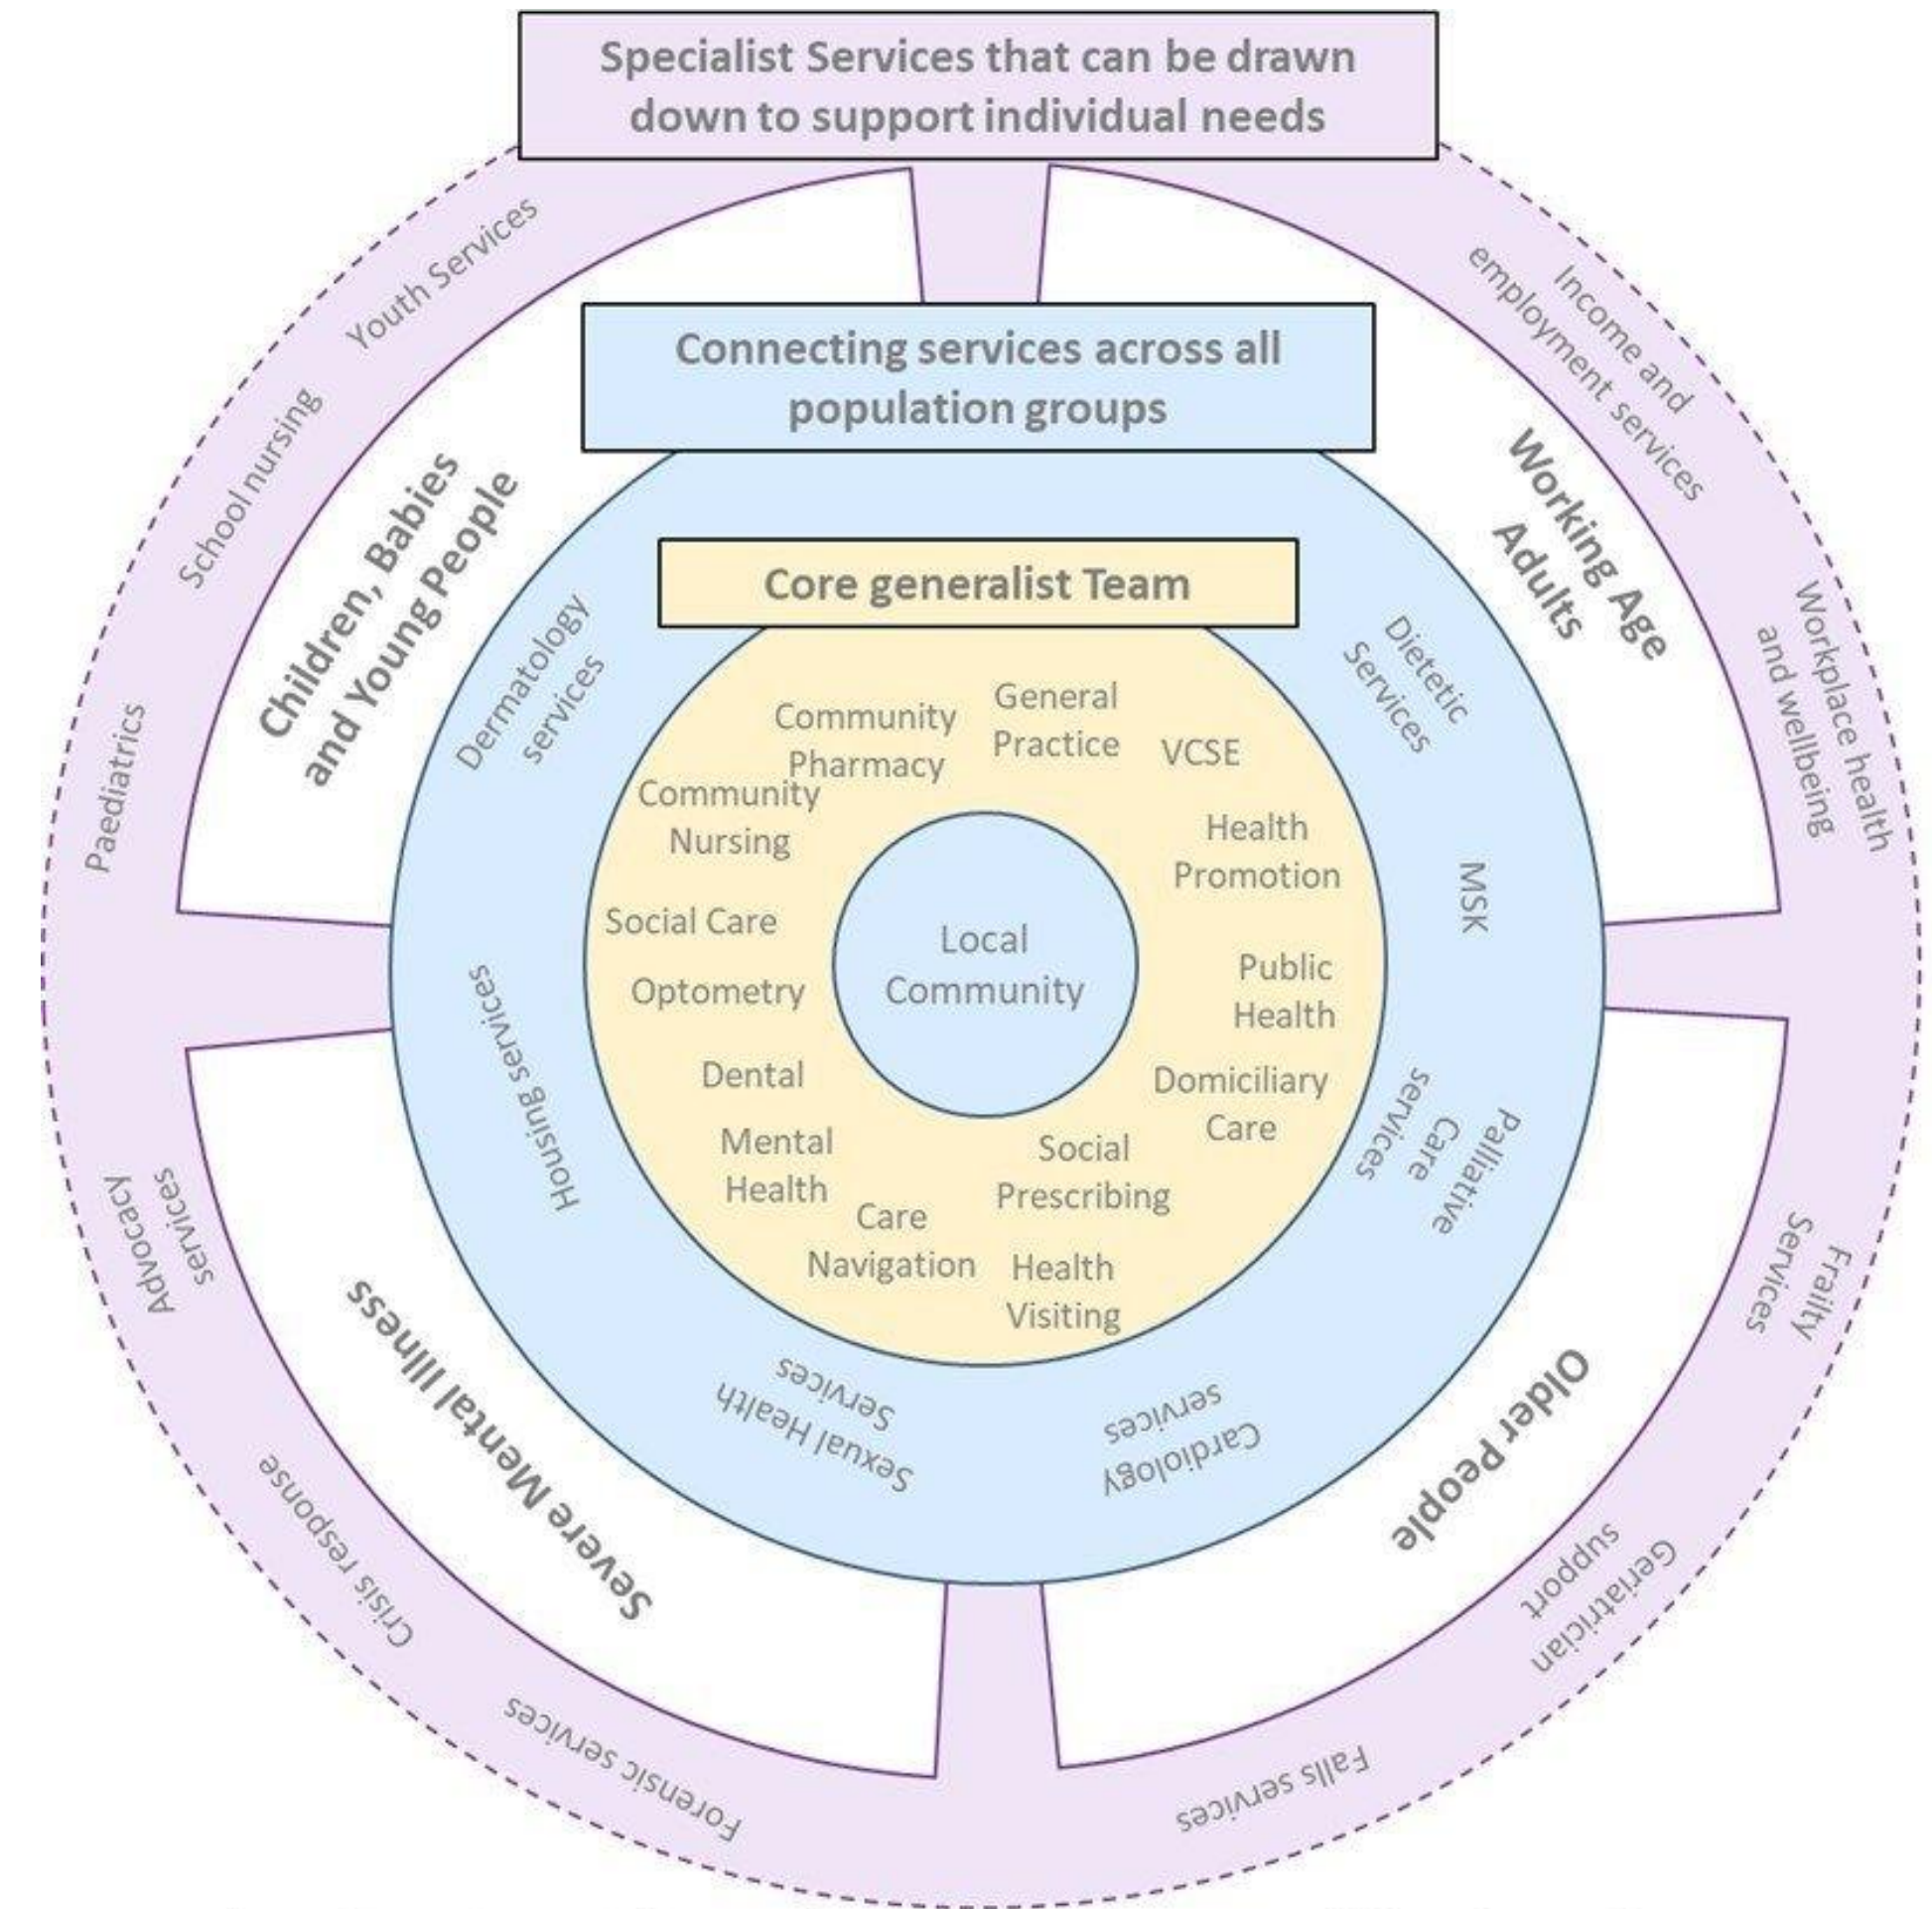 Specialist Services that can be drawn
down to support individual needs
Connecting services across all
population groups
Core generalist Team
Youth Services
School nursing
Paediatrics
Children, Babies
and Young People
Income and
employment services
Workplace health
and wellbeing
Working Age
Adults
Dermatology
services
Dietetic
Services
MSK
Palliative
Care
services
Cardiology
services
Sexual Health
Services
Housing services
Community
Pharmacy
General
Practice
VCSE
Community
Nursing
Health
Promotion
Social Care
Local
Community
Public
Health
Optometry
Dental
Domiciliary
Care
Mental
Health
Social
Prescribing
Care
Navigation
Health
Visiting
Advocacy
services
Crisis response
Forensic services
Severe Mental Illness
Frailty
Services
Geriatrician
support
Falls services
Older People